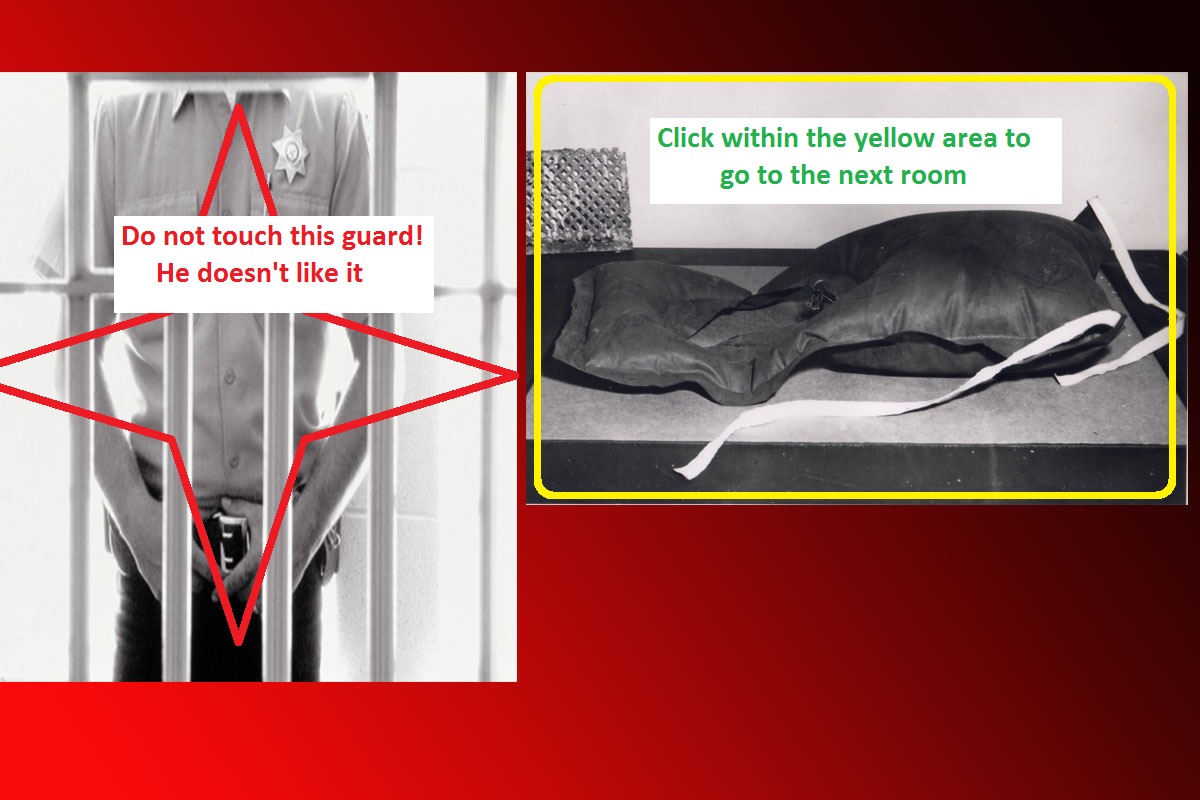 Do not touch this guard!
He doesn't like it
Click within the yellow area to
go to the next room